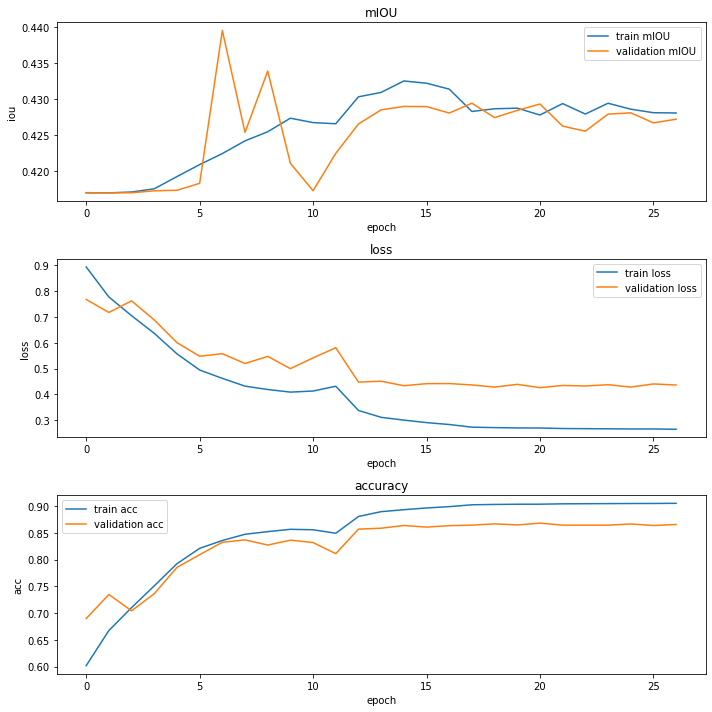 mIOU
0.440
0.435
0.430
0.425
0.420
iou
train mIOU
validation mIOU
0 5 10 15 20 25
epoch
loss
0.9
0.8
0.7
0.6
0.5
0.4
0.3
loss
train loss
validation loss
0 5 10 15 20 25
epoch
accuracy
0.90
0.85
0.80
0.75
0.70
0.65
0.60
acc
train acc
validation acc
0 5 10 15 20 25
epoch